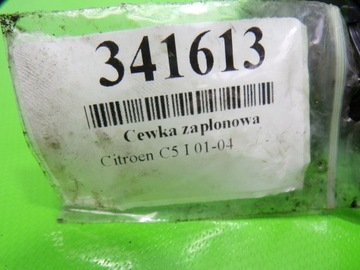 341613
Cewka zapłonowa
Citroen C5 I 01-04